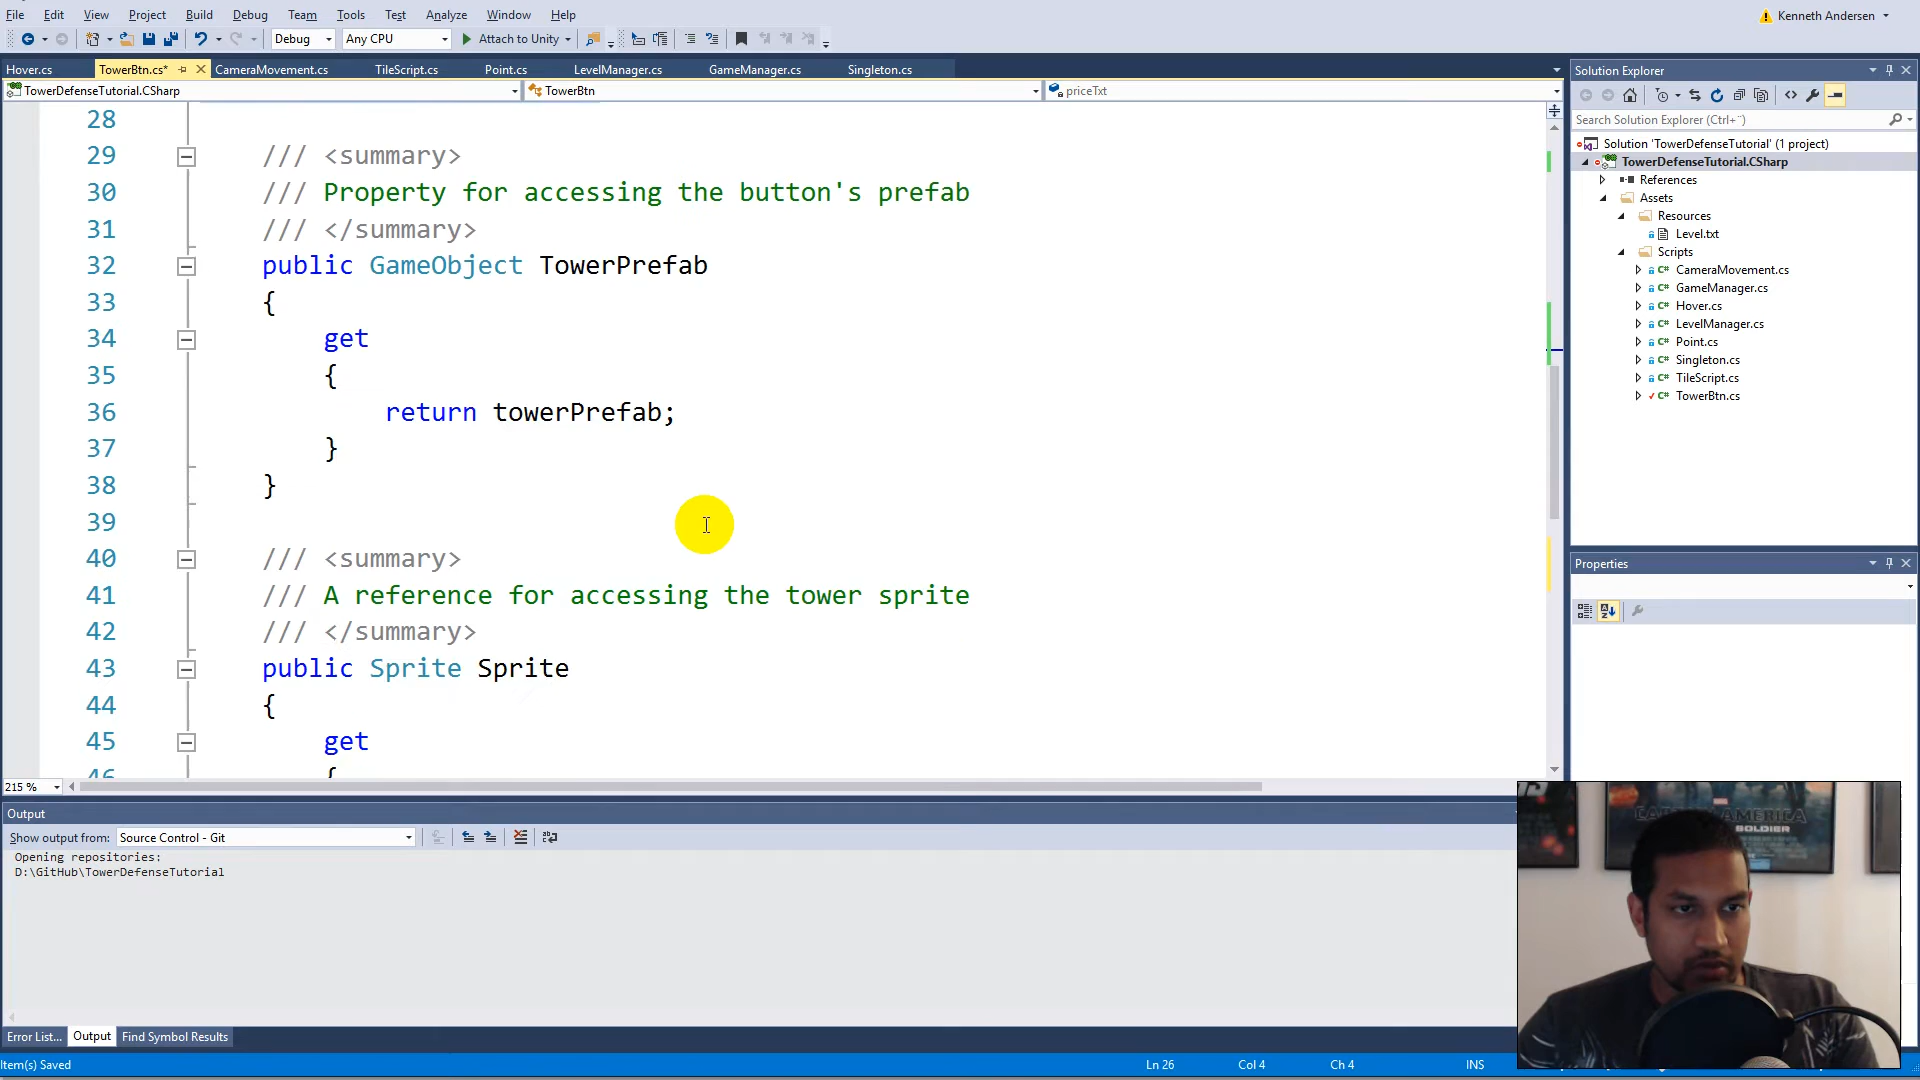 File Edit View Project Build Debug Team Tools Test Analyze Window Help
Kenneth Andersen
Debug Any CPU Attach to Unity
Hover.cs TowerBtn.cs* CameraMovement.cs TileScript.cs Point.cs LevelManager.cs GameManager.cs Singleton.cs
TowerDefenseTutorial.CSharp TowerBtn priceTxt
28
29 /// <summary>
30 /// Property for accessing the button's prefab
31 /// </summary>
32 public GameObject TowerPrefab
33 {
34 get
35 {
36 return towerPrefab;
37 }
38 }
39
40 /// <summary>
41 /// A reference for accessing the tower sprite
42 /// </summary>
43 public Sprite Sprite
44 {
45 get
46 {
215 %
Solution Explorer
Search Solution Explorer (Ctrl+¨)
Solution 'TowerDefenseTutorial' (1 project)
TowerDefenseTutorial.CSharp
References
Assets
Resources
Level.txt
Scripts
C# CameraMovement.cs
C# GameManager.cs
C# Hover.cs
C# LevelManager.cs
C# Point.cs
C# Singleton.cs
C# TileScript.cs
C# TowerBtn.cs
Properties
Output
Show output from: Source Control - Git
Opening repositories:
D:\GitHub\TowerDefenseTutorial
CAPTAIN AMERICA
SOLDIER
Error List... Output Find Symbol Results
Item(s) Saved Ln 26 Col 4 Ch 4 INS